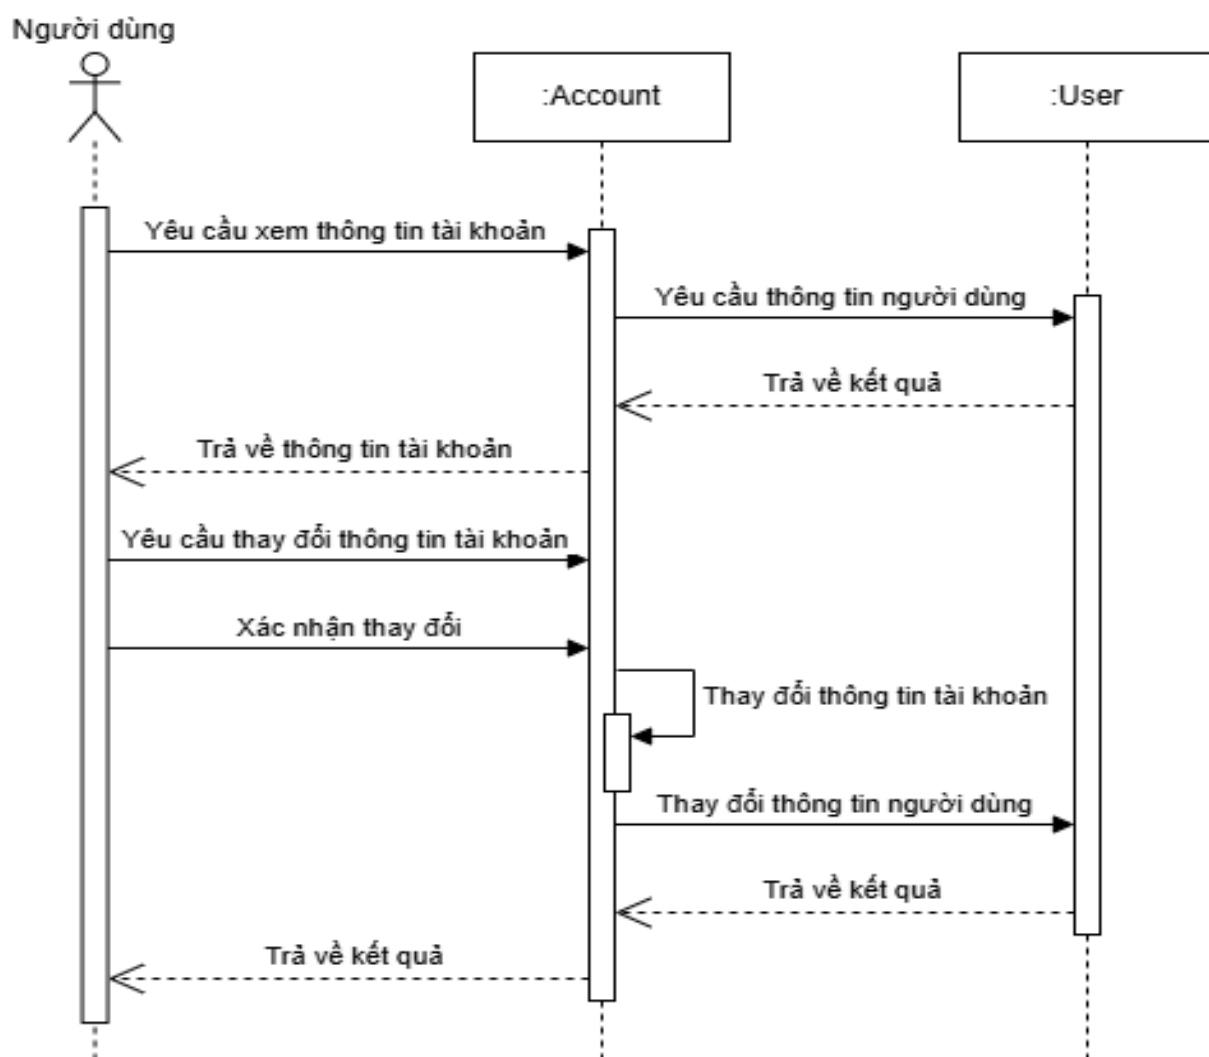 Người dùng
:Account
:User
Yêu cầu xem thông tin tài khoản
Yêu cầu thông tin người dùng
Trả về kết quả
Trả về thông tin tài khoản
Yêu cầu thay đổi thông tin tài khoản
Xác nhận thay đổi
Thay đổi thông tin tài khoản
Thay đổi thông tin người dùng
Trả về kết quả
Trả về kết quả